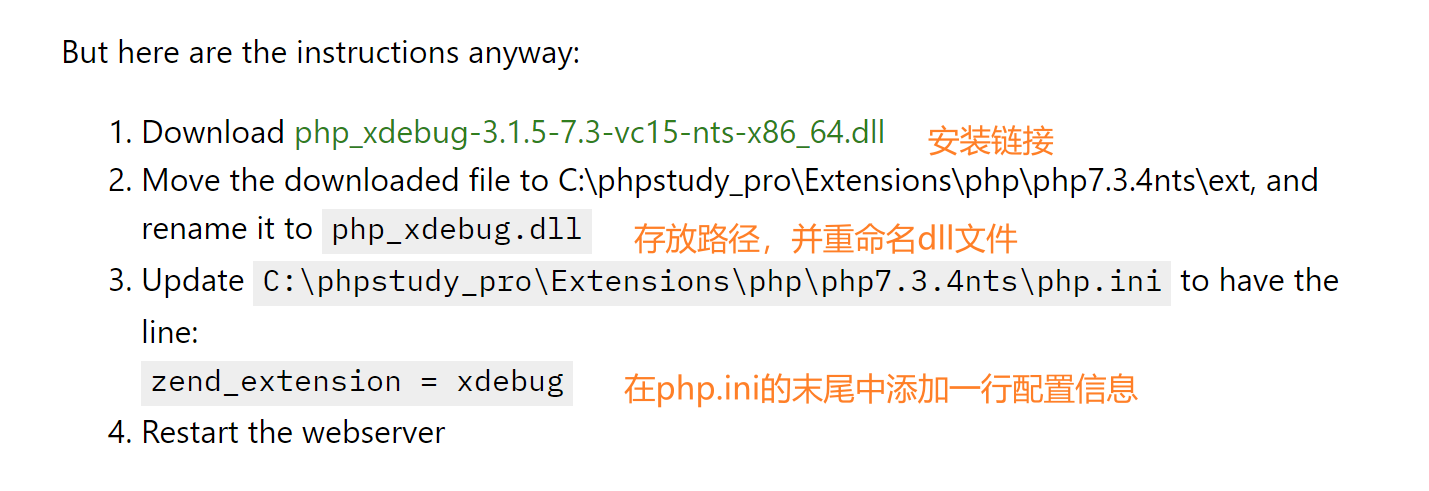 But here are the instructions anyway:
1. Download php_xdebug-3.1.5-7.3-vc15-nts-x86_64.dll 安装链接
2. Move the downloaded file to C:\phpstudy_pro\Extensions\php\php7.3.4nts\ext, and
rename it to php_xdebug.dll 存放路径，并重命名dll文件
3. Update C:\phpstudy_pro\Extensions\php\php7.3.4nts\php.ini to have the
line:
zend_extension = xdebug 在php.ini的末尾中添加一行配置信息
4. Restart the webserver